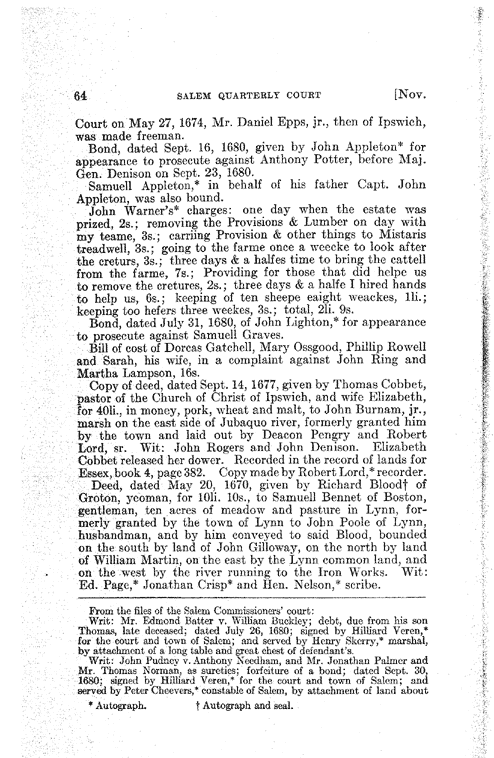 64 SALEM QUARTERLY COURT [Nov.
Court on May 27, 1674, Mr. Daniel Epps, jr., then of Ipswich,
was made freeman.
Bond, dated Sept. 16, 1680, given by John Appleton* for
appearance to prosecute against Anthony Potter, before Maj.
Gen. Denison on Sept. 23, 1680.
Samuell Appleton,* in behalf of his father Capt. John
Appleton, was also bound.
John Warner's* charges: one day when the estate was
prized, 2s.; removing the Provisions & Lumber on day with
my teame, 3s.; carriing Provision & other things to Mistaris
treadwell, 3s.; going to the farme once a weecke to look after
the creturs, 3s.; three days & a halfes time to bring the cattell
from the farme, 7s.; Providing for those that did helpe us
to remove the cretures, 2s.; three days & a halfe I hired hands
to help us, 6s.; keeping of ten sheepe eaight weackes, 1li.;
keeping too hefers three weekes, 3s.; total, 2li. 9s.
Bond, dated July 31, 1680, of John Lighton,* for appearance
to prosecute against Samuell Graves.
Bill of cost of Dorcas Gatchell, Mary Ossgood, Phillip Rowell
and Sarah, his wife, in a complaint against John Ring and
Martha Lampson, 16s.
Copy of deed, dated Sept. 14, 1677, given by Thomas Cobbet,
pastor of the Church of Christ of Ipswich, and wife Elizabeth,
for 40li., in money, pork, wheat and malt, to John Burnam, jr.,
marsh on the east side of Jubaquo river, formerly granted him
by the town and laid out by Deacon Pengry and Robert
Lord, sr. Wit: John Rogers and John Denison. Elizabeth
Cobbet released her dower. Recorded in the record of lands for
Essex, book 4, page 382. Copy made by Robert Lord,* recorder.
Deed, dated May 20, 1670, given by Richard Blood† of
Groton, yeoman, for 10li. 10s., to Samuell Bennet of Boston,
gentleman, ten acres of meadow and pasture in Lynn, for-
merly granted by the town of Lynn to John Poole of Lynn,
husbandman, and by him conveyed to said Blood, bounded
on the south by land of John Gilloway, on the north by land
of William Martin, on the east by the Lynn common land, and
on the west by the river running to the Iron Works. Wit:
Ed. Page,* Jonathan Crisp* and Hen. Nelson,* scribe.
From the files of the Salem Commissioners' court:
Writ: Mr. Edmond Batter v. William Buckley; debt, due from his son
Thomas, late deceased; dated July 26, 1680; signed by Hilliard Veren,*
for the court and town of Salem; and served by Henry Skerry,* marshal,
by attachment of a long table and great chest of defendant's.
Writ: John Pudney v. Anthony Needham, and Mr. Jonathan Palmer and
Mr. Thomas Norman, as sureties; forfeiture of a bond; dated Sept. 30,
1680; signed by Hilliard Veren,* for the court and town of Salem; and
served by Peter Cheevers,* constable of Salem, by attachment of land about
* Autograph. † Autograph and seal.